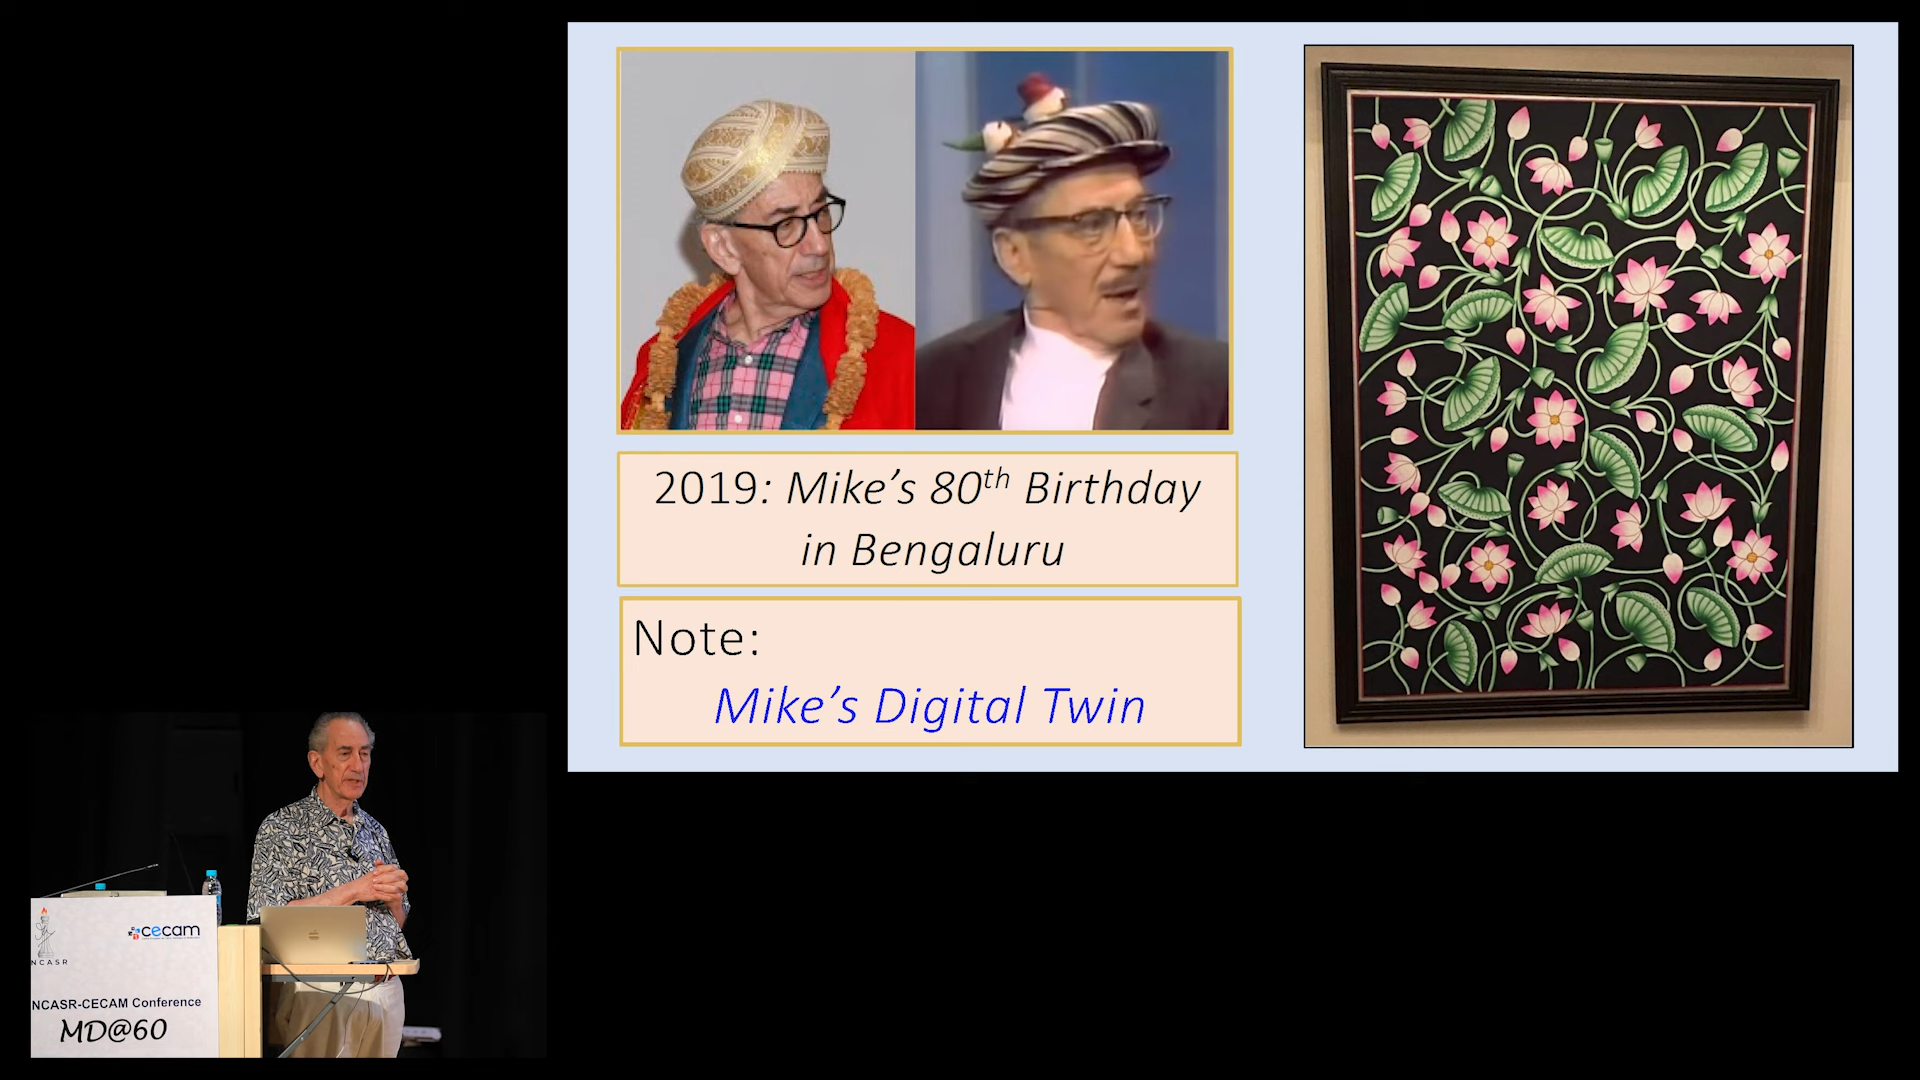 2019: Mike's 80th Birthday
in Bengaluru
Note:
Mike's Digital Twin
cecam
NCASR
NCASR-CECAM Conference
MD@60